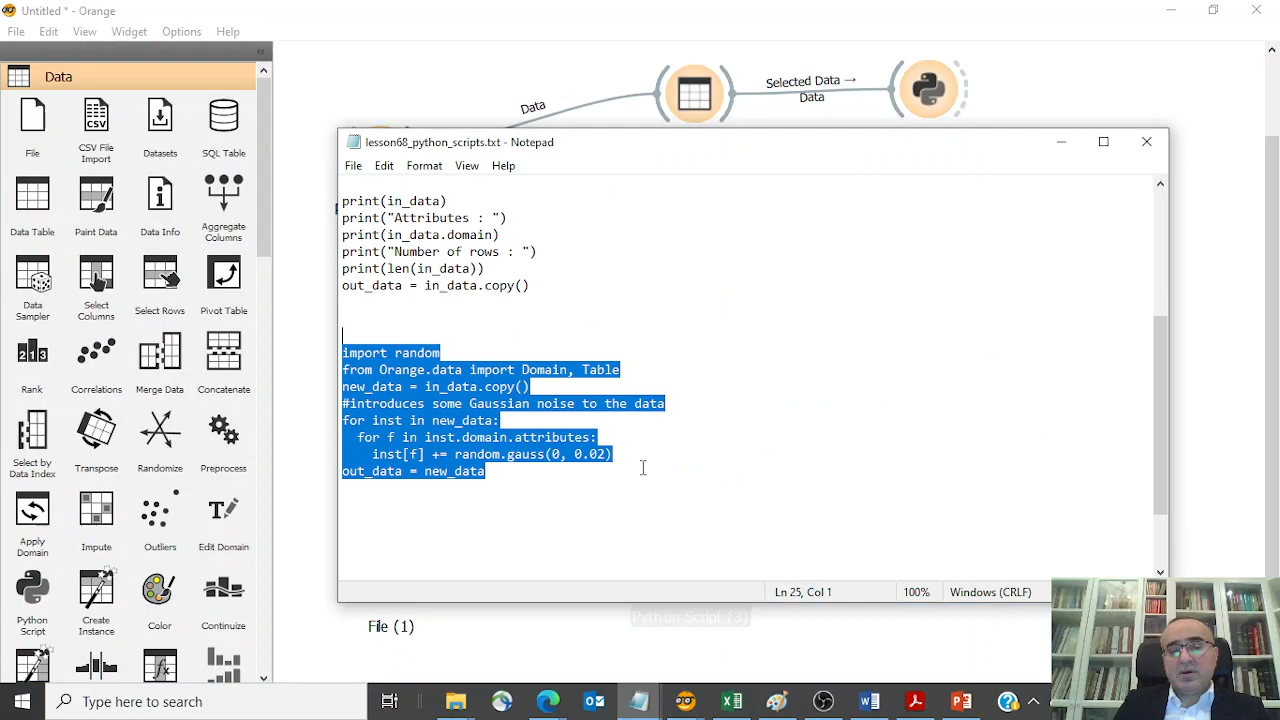 Untitled * - Orange
File Edit View Widget Options Help
Data
File
CSV File Import
Datasets
SQL Table
Data Table
Paint Data
Data Info
Aggregate Columns
Data Sampler
Select Columns
Select Rows
Pivot Table
Rank
Correlations
Merge Data
Concatenate
Select by Data Index
Transpose
Randomize
Preprocess
Apply Domain
Impute
Outliers
Edit Domain
Python Script
Create Instance
Color
Continuize
Data
Selected Data → Data
lesson68_python_scripts.txt - Notepad
File Edit Format View Help
print(in_data)
print("Attributes : ")
print(in_data.domain)
print("Number of rows : ")
print(len(in_data))
out_data = in_data.copy()
import random
from Orange.data import Domain, Table
new_data = in_data.copy()
#introduces some Gaussian noise to the data
for inst in new_data:
  for f in inst.domain.attributes:
    inst[f] += random.gauss(0, 0.02)
out_data = new_data
Ln 25, Col 1
100%
Windows (CRLF)
Python Script (3)
File (1)
Type here to search